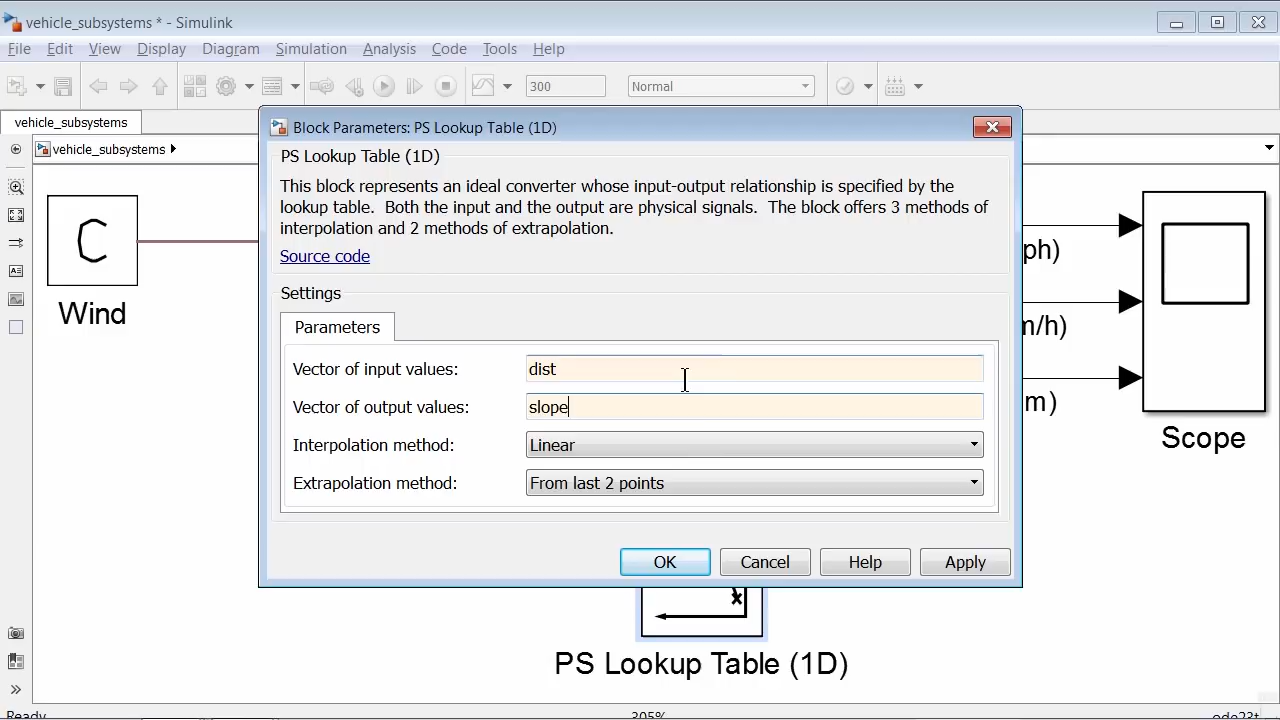 vehicle_subsystems * - Simulink
File Edit View Display Diagram Simulation Analysis Code Tools Help
300 Normal
vehicle_subsystems
vehicle_subsystems
Block Parameters: PS Lookup Table (1D)
PS Lookup Table (1D)
This block represents an ideal converter whose input-output relationship is specified by the
lookup table. Both the input and the output are physical signals. The block offers 3 methods of
interpolation and 2 methods of extrapolation.
Source code
Settings
Parameters
Vector of input values: dist
Vector of output values: slope
Interpolation method: Linear
Extrapolation method: From last 2 points
OK Cancel Help Apply
C
Wind
ph)
m/h)
m)
Scope
x
PS Lookup Table (1D)
Ready 305% ode23t